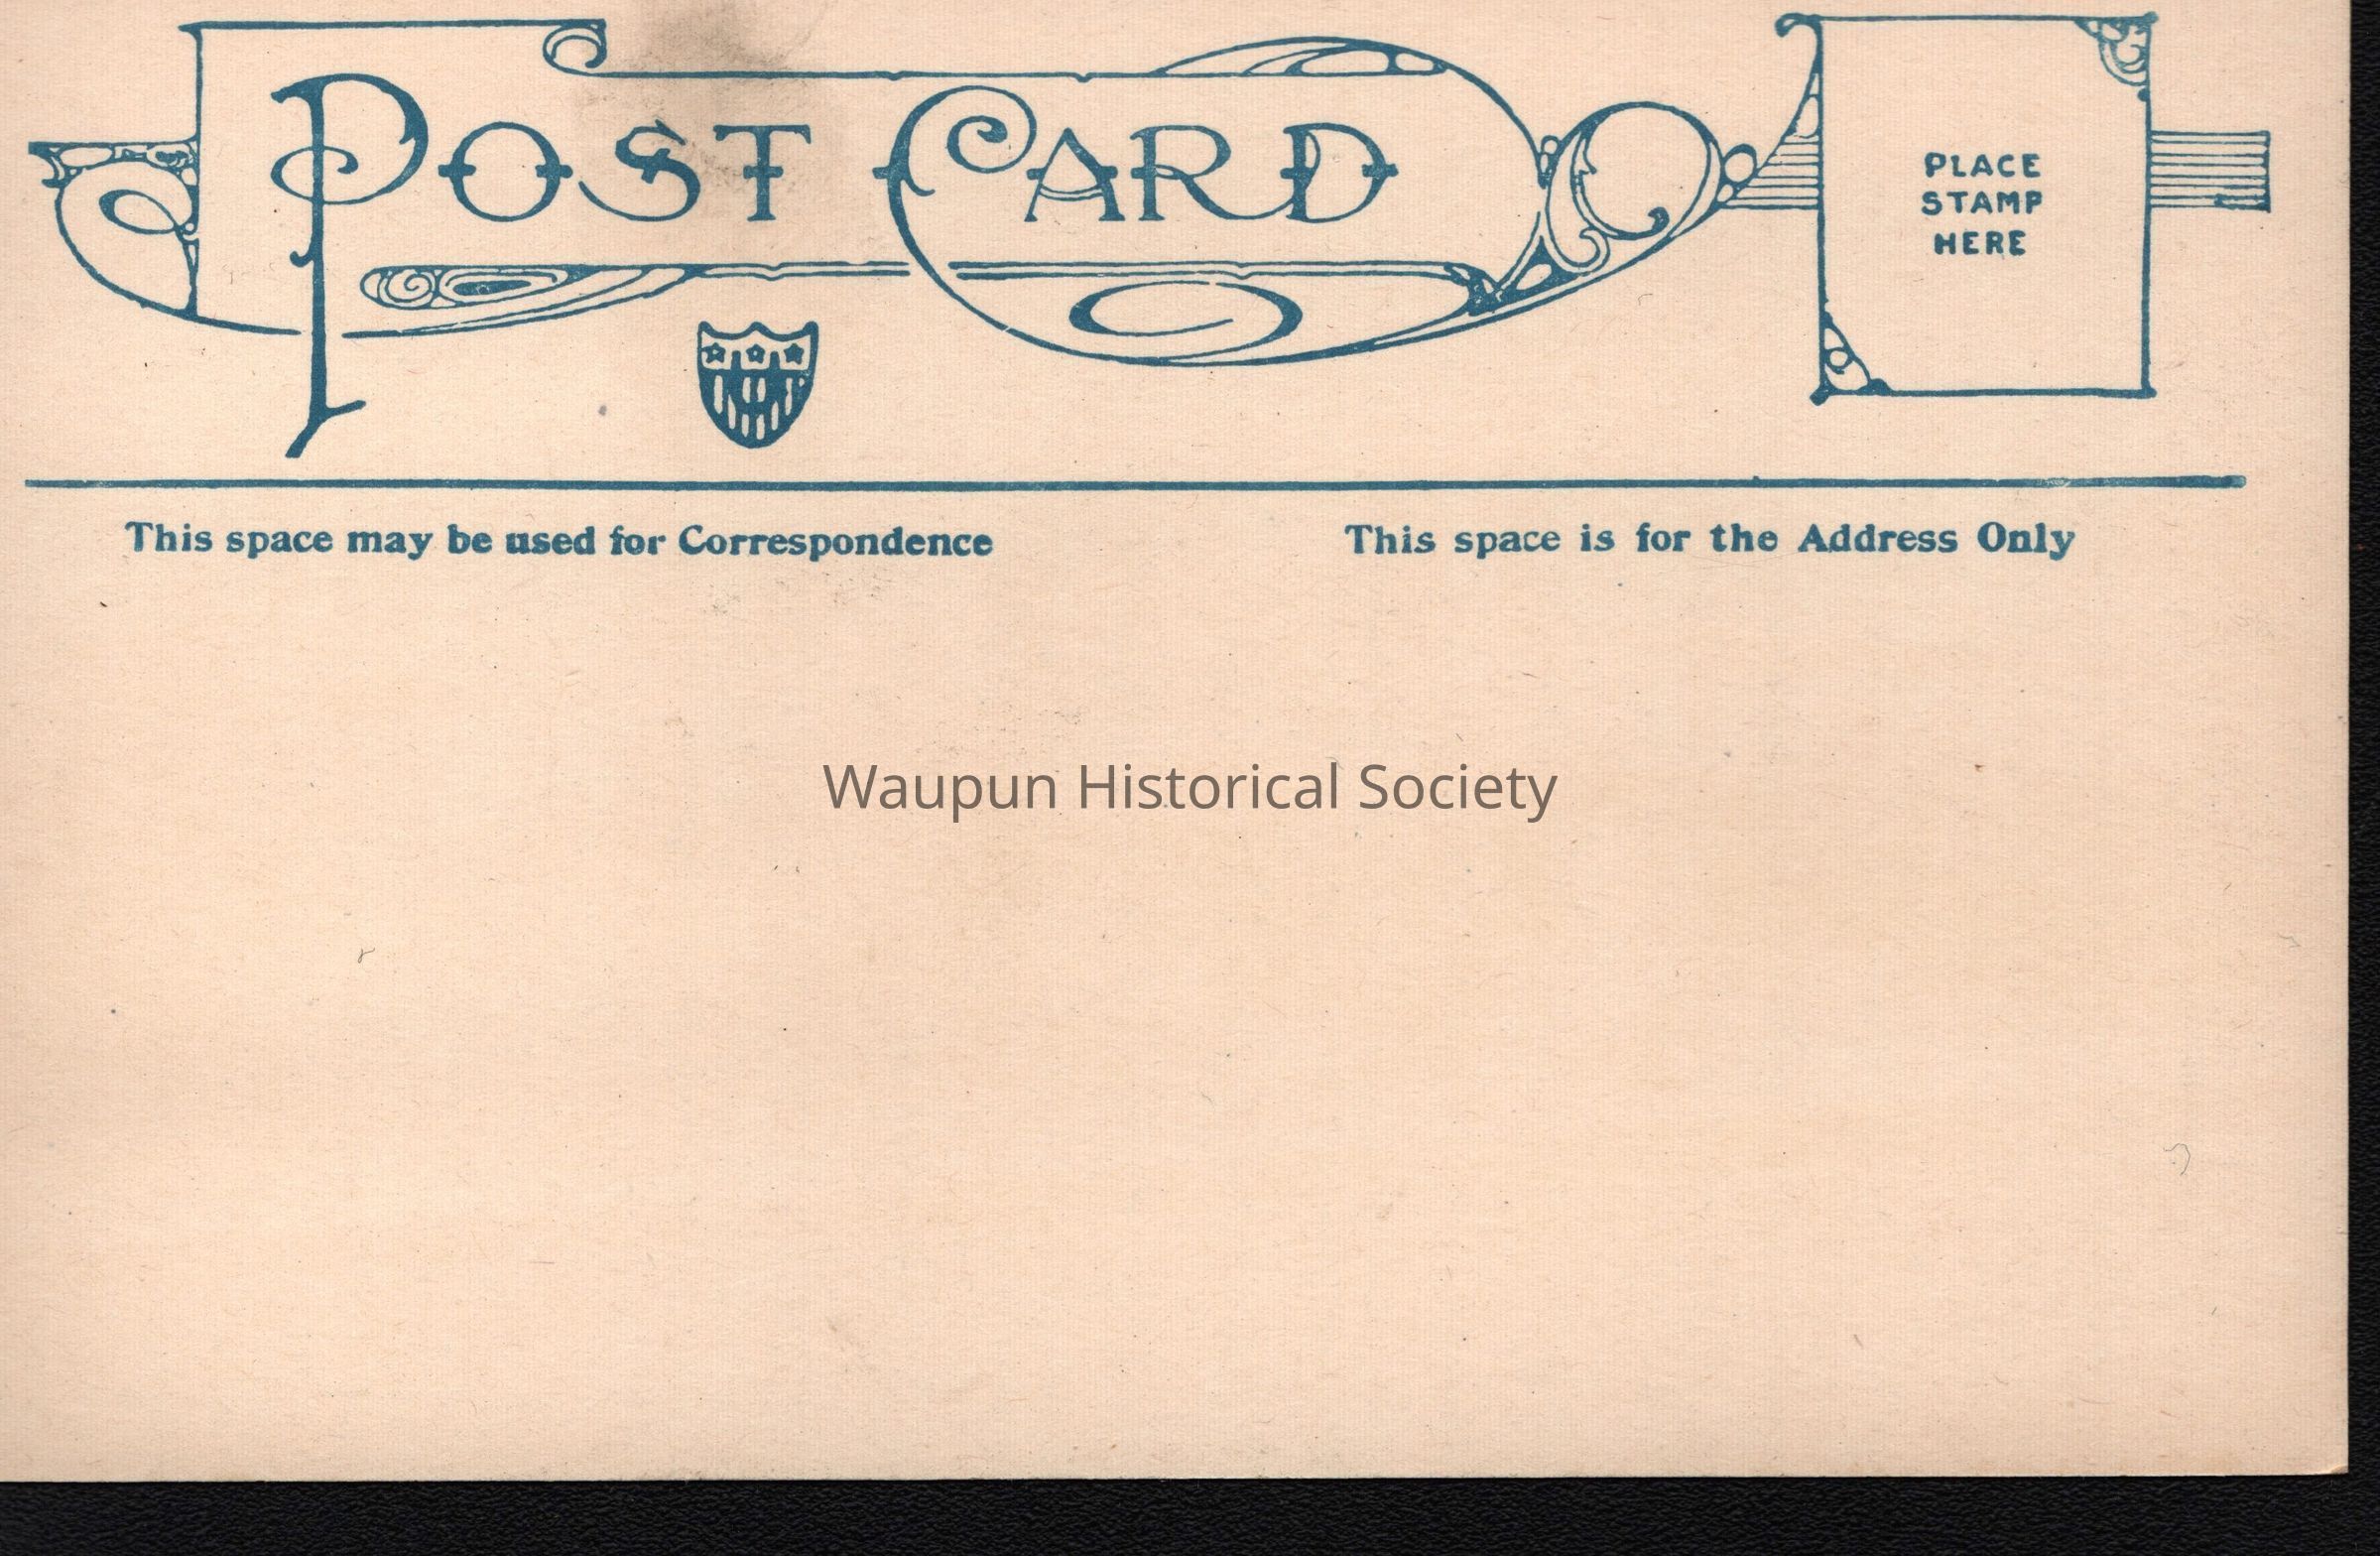 POST CARD
PLACE
STAMP
HERE
This space may be used for Correspondence
This space is for the Address Only
Waupun Historical Society